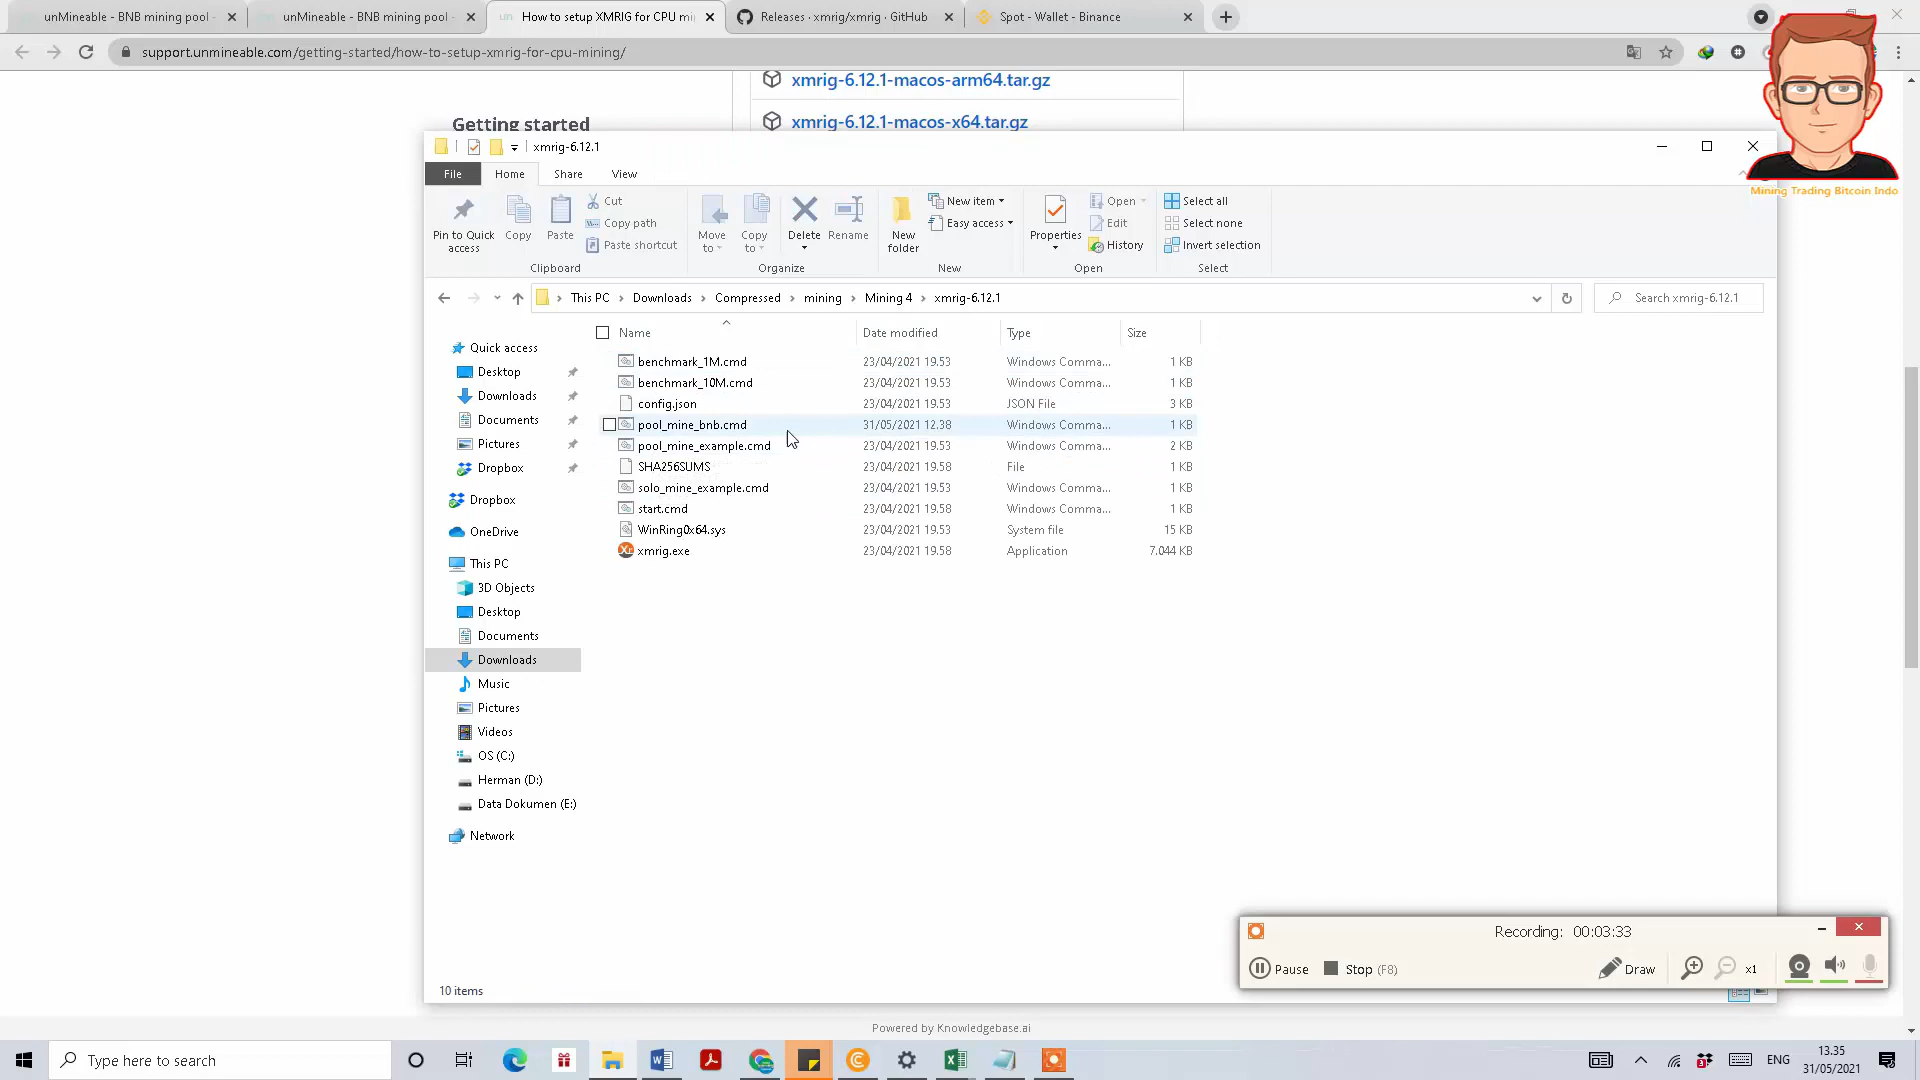 unMineable - BNB mining pool -
unMineable - BNB mining pool -
How to setup XMRIG for CPU mi
Releases · xmrig/xmrig · GitHub
Spot - Wallet - Binance
support.unmineable.com/getting-started/how-to-setup-xmrig-for-cpu-mining/
xmrig-6.12.1-macos-arm64.tar.gz
Getting started
xmrig-6.12.1-macos-x64.tar.gz
Mining Trading Bitcoin Indo
xmrig-6.12.1
File
Home
Share
View
Pin to Quick access
Copy
Paste
Cut
Copy path
Paste shortcut
Clipboard
Move to
Copy to
Delete
Rename
Organize
New folder
New item
Easy access
New
Properties
Open
Edit
History
Open
Select all
Select none
Invert selection
Select
This PC > Downloads > Compressed > mining > Mining 4 > xmrig-6.12.1
Search xmrig-6.12.1
Name Date modified Type Size
benchmark_1M.cmd 23/04/2021 19.53 Windows Comma... 1 KB
benchmark_10M.cmd 23/04/2021 19.53 Windows Comma... 1 KB
config.json 23/04/2021 19.53 JSON File 3 KB
pool_mine_bnb.cmd 31/05/2021 12.38 Windows Comma... 1 KB
pool_mine_example.cmd 23/04/2021 19.53 Windows Comma... 2 KB
SHA256SUMS 23/04/2021 19.58 File 1 KB
solo_mine_example.cmd 23/04/2021 19.53 Windows Comma... 1 KB
start.cmd 23/04/2021 19.58 Windows Comma... 1 KB
WinRing0x64.sys 23/04/2021 19.53 System file 15 KB
xmrig.exe 23/04/2021 19.58 Application 7.044 KB
Quick access
Desktop
Downloads
Documents
Pictures
Dropbox
Dropbox
OneDrive
This PC
3D Objects
Desktop
Documents
Downloads
Music
Pictures
Videos
OS (C:)
Herman (D:)
Data Dokumen (E:)
Network
10 items
Recording: 00:03:33
Pause
Stop (F8)
Draw
x1
Powered by Knowledgebase.ai
Type here to search
ENG
13.35
31/05/2021